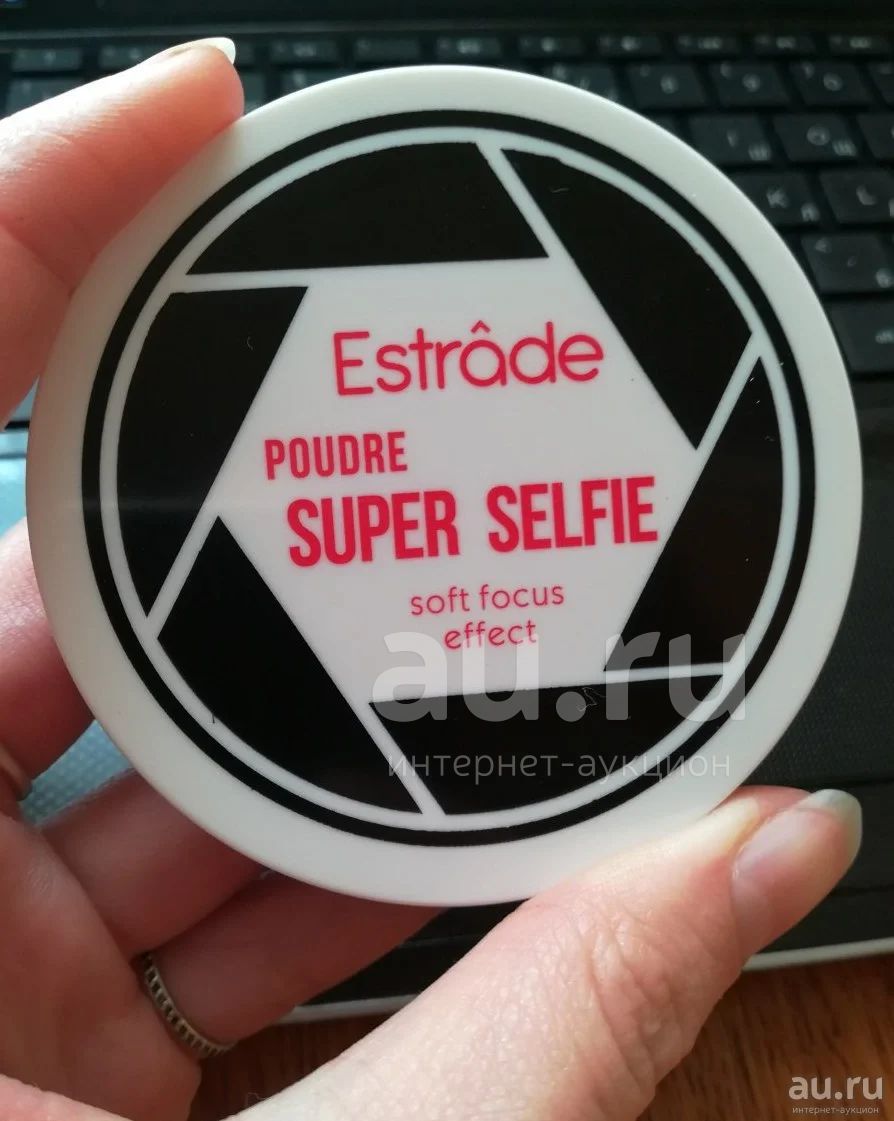 Estrâde
POUDRE
SUPER SELFIE
soft focus
effect
au.ru
интернет-аукцион
au.ru
интернет-аукцион